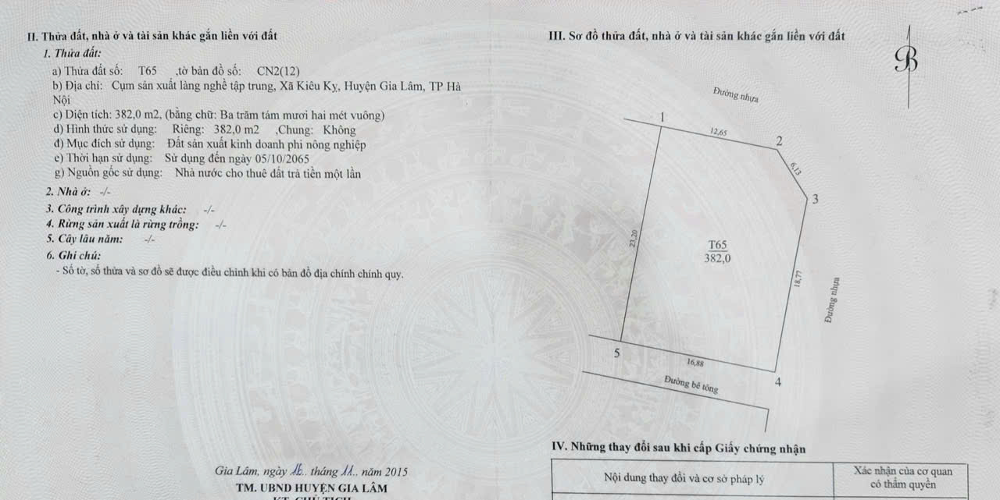 II. Thửa đất, nhà ở và tài sản khác gắn liền với đất
1. Thửa đất:
a) Thửa đất số: T65 ,tờ bản đồ số: CN2(12)
b) Địa chỉ: Cụm sản xuất làng nghề tập trung, Xã Kiêu Kỵ, Huyện Gia Lâm, TP Hà
Nội
c) Diện tích: 382,0 m2, (bằng chữ: Ba trăm tám mươi hai mét vuông)
d) Hình thức sử dụng: Riêng: 382,0 m2 ,Chung: Không
đ) Mục đích sử dụng: Đất sản xuất kinh doanh phi nông nghiệp
e) Thời hạn sử dụng: Sử dụng đến ngày 05/10/2065
g) Nguồn gốc sử dụng: Nhà nước cho thuê đất trả tiền một lần
2. Nhà ở: -/-
3. Công trình xây dựng khác: -/-
4. Rừng sản xuất là rừng trồng: -/-
5. Cây lâu năm: -/-
6. Ghi chú:
- Số tờ, số thửa và sơ đồ sẽ được điều chỉnh khi có bản đồ địa chính chính quy.
Gia Lâm, ngày 16.. tháng 11.. năm 2015
TM. UBND HUYỆN GIA LÂM
KT. CHỦ TỊCH
III. Sơ đồ thửa đất, nhà ở và tài sản khác gắn liền với đất
B
Đường nhựa
1
12,65
2
6,13
3
23,20
T65
382,0
18,77
Đường nhựa
5
16,88
4
Đường bê tông
IV. Những thay đổi sau khi cấp Giấy chứng nhận
Nội dung thay đổi và cơ sở pháp lý
Xác nhận của cơ quan
có thẩm quyền